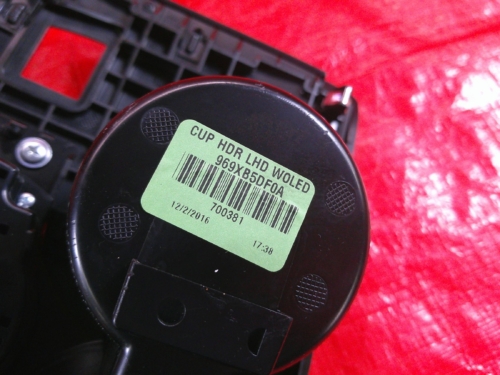 CUP HDR LHD WOLED
969XB5DF0A
700381
12/2/2016 17:38